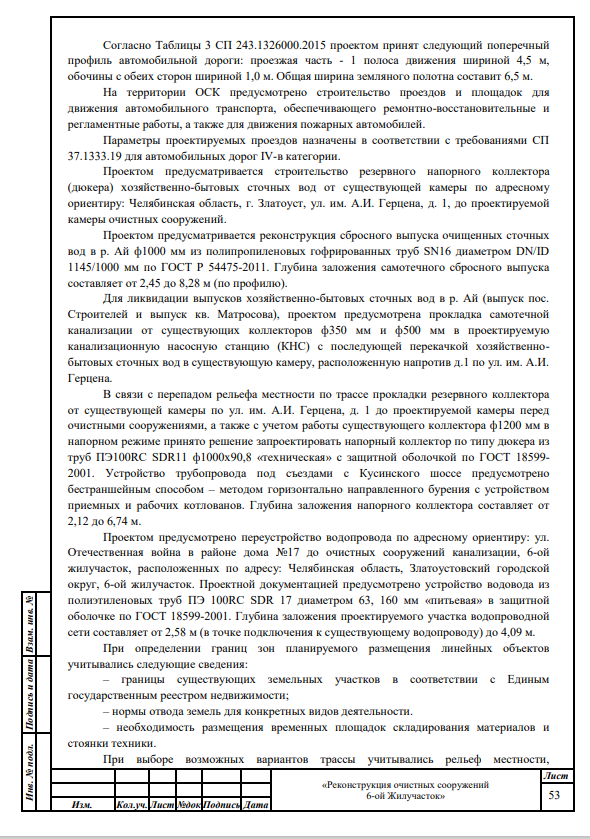 Согласно Таблицы 3 СП 243.1326000.2015 проектом принят следующий поперечный
профиль автомобильной дороги: проезжая часть - 1 полоса движения шириной 4,5 м,
обочины с обеих сторон шириной 1,0 м. Общая ширина земляного полотна составит 6,5 м.
На территории ОСК предусмотрено строительство проездов и площадок для
движения автомобильного транспорта, обеспечивающего ремонтно-восстановительные и
регламентные работы, а также для движения пожарных автомобилей.
Параметры проектируемых проездов назначены в соответствии с требованиями СП
37.1333.19 для автомобильных дорог IV-в категории.
Проектом предусматривается строительство резервного напорного коллектора
(дюкера) хозяйственно-бытовых сточных вод от существующей камеры по адресному
ориентиру: Челябинская область, г. Златоуст, ул. им. А.И. Герцена, д. 1, до проектируемой
камеры очистных сооружений.
Проектом предусматривается реконструкция сбросного выпуска очищенных сточных
вод в р. Ай ф1000 мм из полипропиленовых гофрированных труб SN16 диаметром DN/ID
1145/1000 мм по ГОСТ Р 54475-2011. Глубина заложения самотечного сбросного выпуска
составляет от 2,45 до 8,28 м (по профилю).
Для ликвидации выпусков хозяйственно-бытовых сточных вод в р. Ай (выпуск пос.
Строителей и выпуск кв. Матросова), проектом предусмотрена прокладка самотечной
канализации от существующих коллекторов ф350 мм и ф500 мм в проектируемую
канализационную насосную станцию (КНС) с последующей перекачкой хозяйственно-
бытовых сточных вод в существующую камеру, расположенную напротив д.1 по ул. им. А.И.
Герцена.
В связи с перепадом рельефа местности по трассе прокладки резервного коллектора
от существующей камеры по ул. им. А.И. Герцена, д. 1 до проектируемой камеры перед
очистными сооружениями, а также с учетом работы существующего коллектора ф1200 мм в
напорном режиме принято решение запроектировать напорный коллектор по типу дюкера из
труб ПЭ100RC SDR11 ф1000х90,8 «техническая» с защитной оболочкой по ГОСТ 18599-
2001. Устройство трубопровода под съездами с Кусинского шоссе предусмотрено
бестраншейным способом – методом горизонтально направленного бурения с устройством
приемных и рабочих котлованов. Глубина заложения напорного коллектора составляет от
2,12 до 6,74 м.
Проектом предусмотрено переустройство водопровода по адресному ориентиру: ул.
Отечественная война в районе дома №17 до очистных сооружений канализации, 6-ой
жилучасток, расположенных по адресу: Челябинская область, Златоустовский городской
округ, 6-ой жилучасток. Проектной документацией предусмотрено устройство водовода из
полиэтиленовых труб ПЭ 100RC SDR 17 диаметром 63, 160 мм «питьевая» в защитной
оболочке по ГОСТ 18599-2001. Глубина заложения проектируемого участка водопроводной
сети составляет от 2,58 (в точке подключения к существующему водопроводу) до 4,09 м.
При определении границ зон планируемого размещения линейных объектов
учитывались следующие сведения:
– границы существующих земельных участков в соответствии с Единым
государственным реестром недвижимости;
– нормы отвода земель для конкретных видов деятельности.
– необходимость размещения временных площадок складирования материалов и
стоянки техники.
При выборе возможных вариантов трассы учитывались рельеф местности,
Взам. инв. №
Подпись и дата
Инв. № подл.
Изм. Кол.уч. Лист №док Подпись Дата
«Реконструкция очистных сооружений
6-ой Жилучасток»
Лист
53